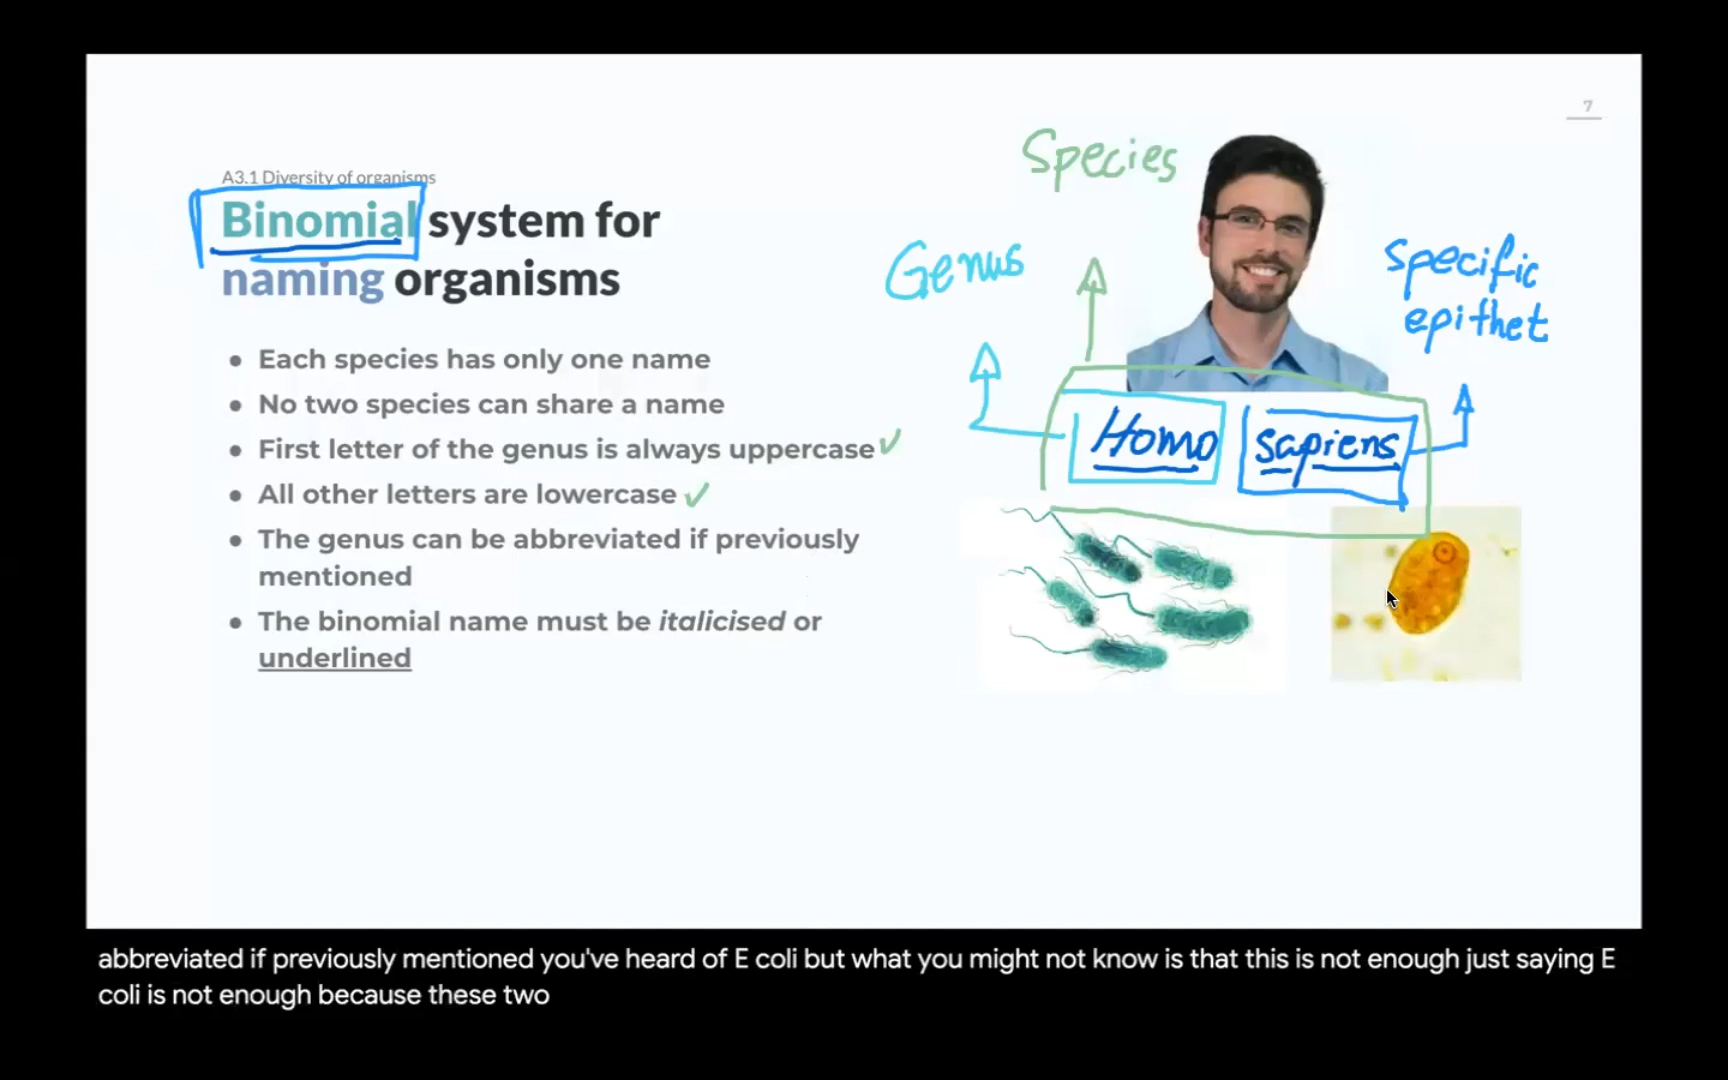 7
Species
A3.1 Diversity of organisms
Binomial system for
naming organisms
Genus
specific
epithet
Each species has only one name
No two species can share a name
First letter of the genus is always uppercase
All other letters are lowercase
The genus can be abbreviated if previously
mentioned
The binomial name must be italicised or
underlined
Homo sapiens
abbreviated if previously mentioned you've heard of E coli but what you might not know is that this is not enough just saying E
coli is not enough because these two